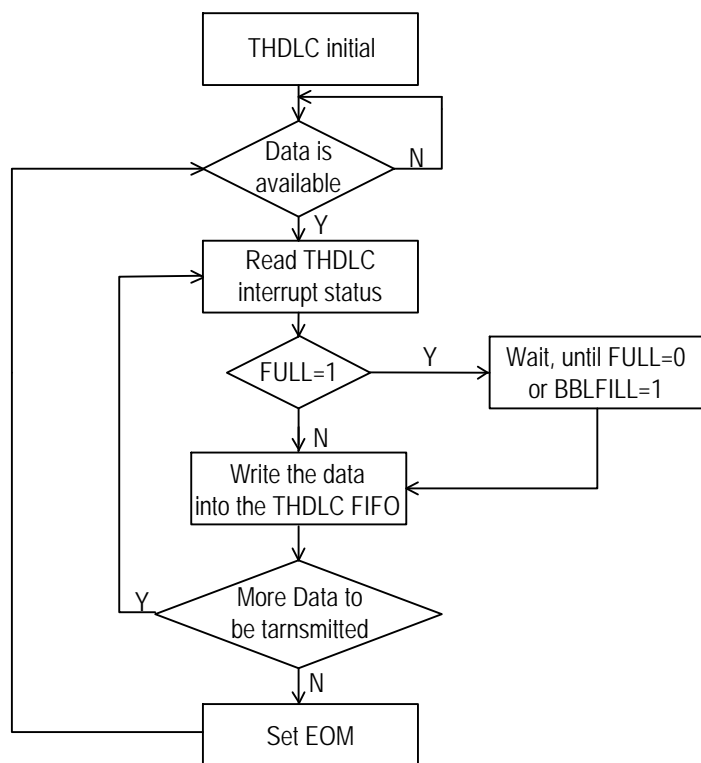 THDLC initial
Data is
available
N
Y
Read THDLC
interrupt status
FULL=1
Y
Wait, until FULL=0
or BBLFILL=1
N
Write the data
into the THDLC FIFO
Y
More Data to
be tarnsmitted
N
Set EOM